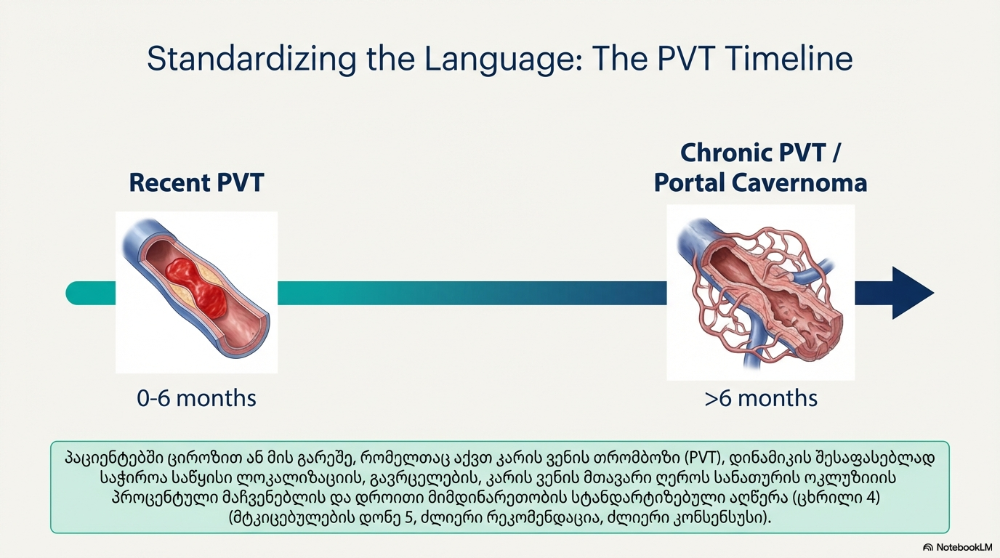 Standardizing the Language: The PVT Timeline
Recent PVT
Chronic PVT /
Portal Cavernoma
0-6 months
>6 months
პაციენტებში ციროზით ან მის გარეშე, რომელთაც აქვთ კარის ვენის თრომბოზი (PVT), დინამიკის შესაფასებლად
საჭიროა საწყისი ლოკალიზაციის, გავრცელების, კარის ვენის მთავარი ღეროს სანათურის ოკლუზიიის
პროცენტული მაჩვენებლის და დროითი მიმდინარეთობის სტანდარტიზებული აღწერა (ცხრილი 4)
(მტკიცებულების დონე 5, ძლიერი რეკომენდაცია, ძლიერი კონსენსუსი).
NotebookLM